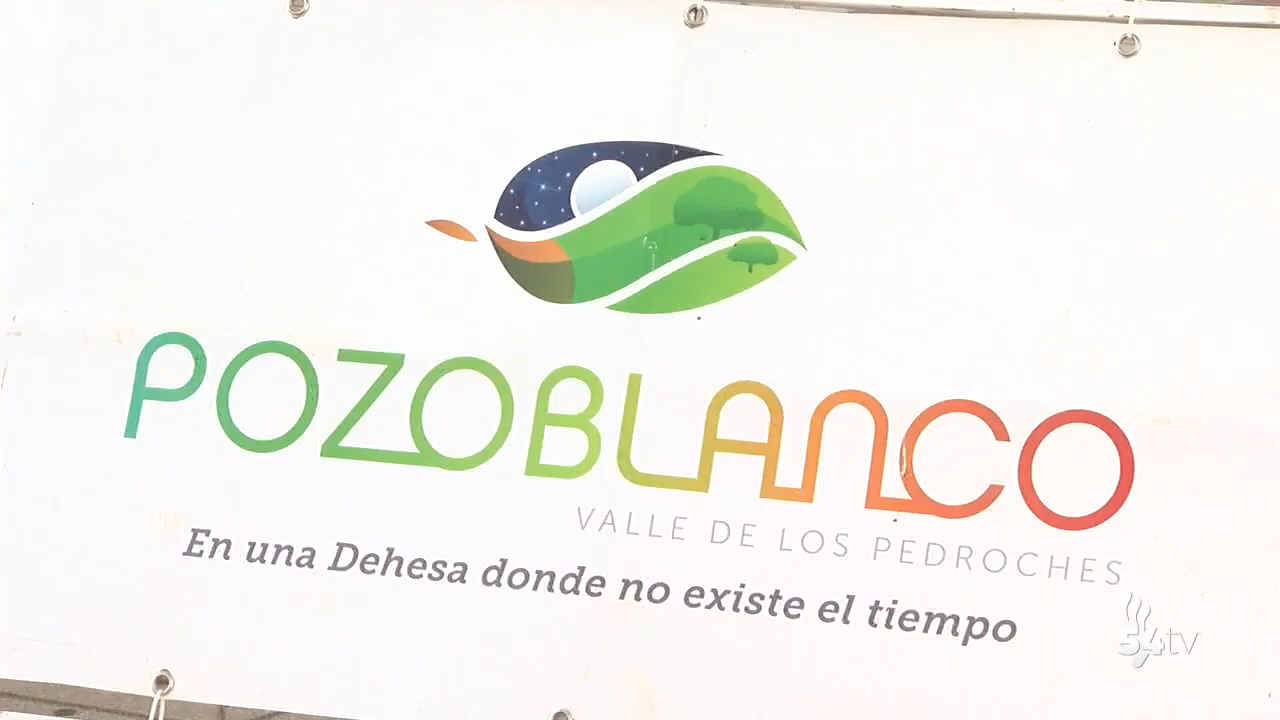 POZOBLANCO
VALLE DE LOS PEDROCHES
En una Dehesa donde no existe el tiempo
54tv